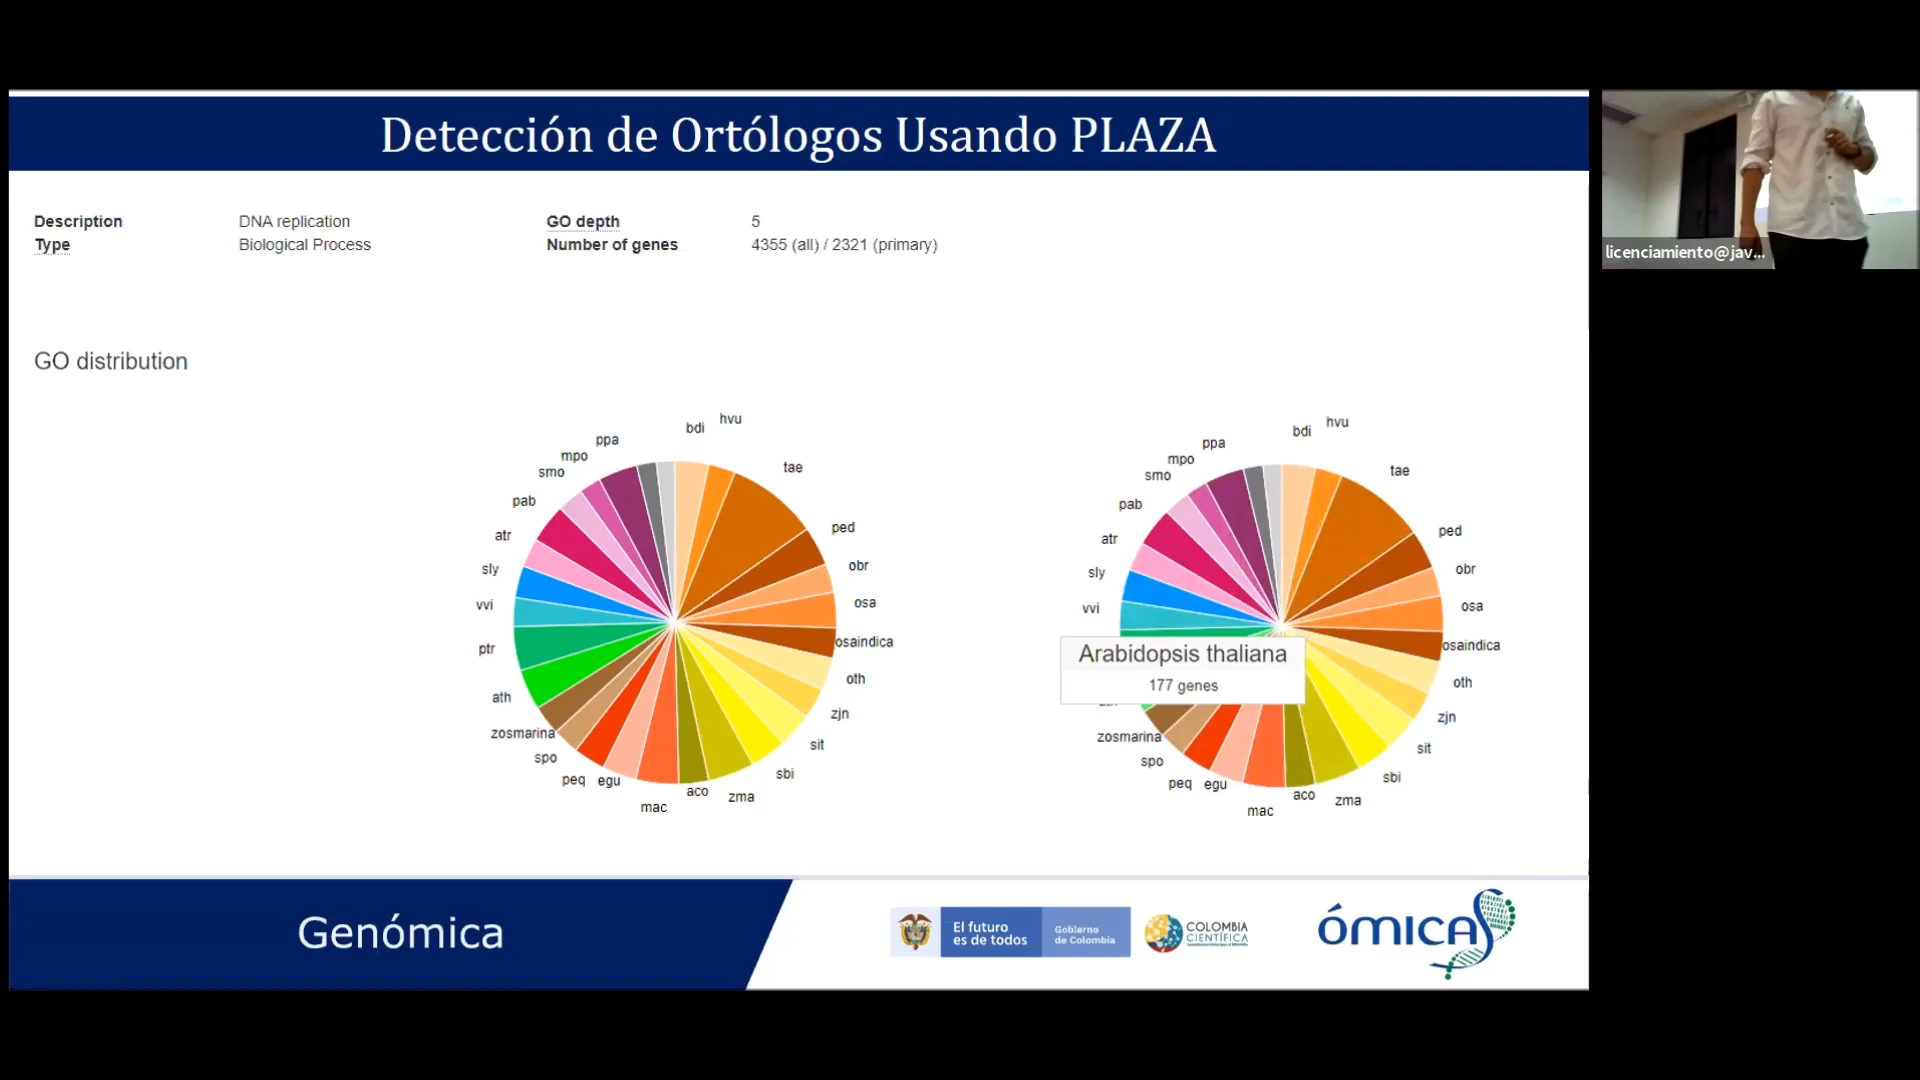 Detección de Ortólogos Usando PLAZA
licenciamiento@jav...
Description DNA replication GO depth 5
Type Biological Process Number of genes 4355 (all) / 2321 (primary)
GO distribution
bdi
hvu
tae
ped
obr
osa
osaindica
oth
zjn
sit
sbi
zma
aco
mac
egu
peq
spo
zosmarina
ath
ptr
vvi
sly
atr
pab
smo
mpo
ppa
bdi
hvu
tae
ped
obr
osa
osaindica
oth
zjn
sit
sbi
zma
aco
mac
egu
peq
spo
zosmarina
vvi
sly
atr
pab
smo
mpo
ppa
Arabidopsis thaliana
177 genes
Genómica
El futuro
es de todos
Gobierno
de Colombia
COLOMBIA
CIENTÍFICA
ÓMICAS